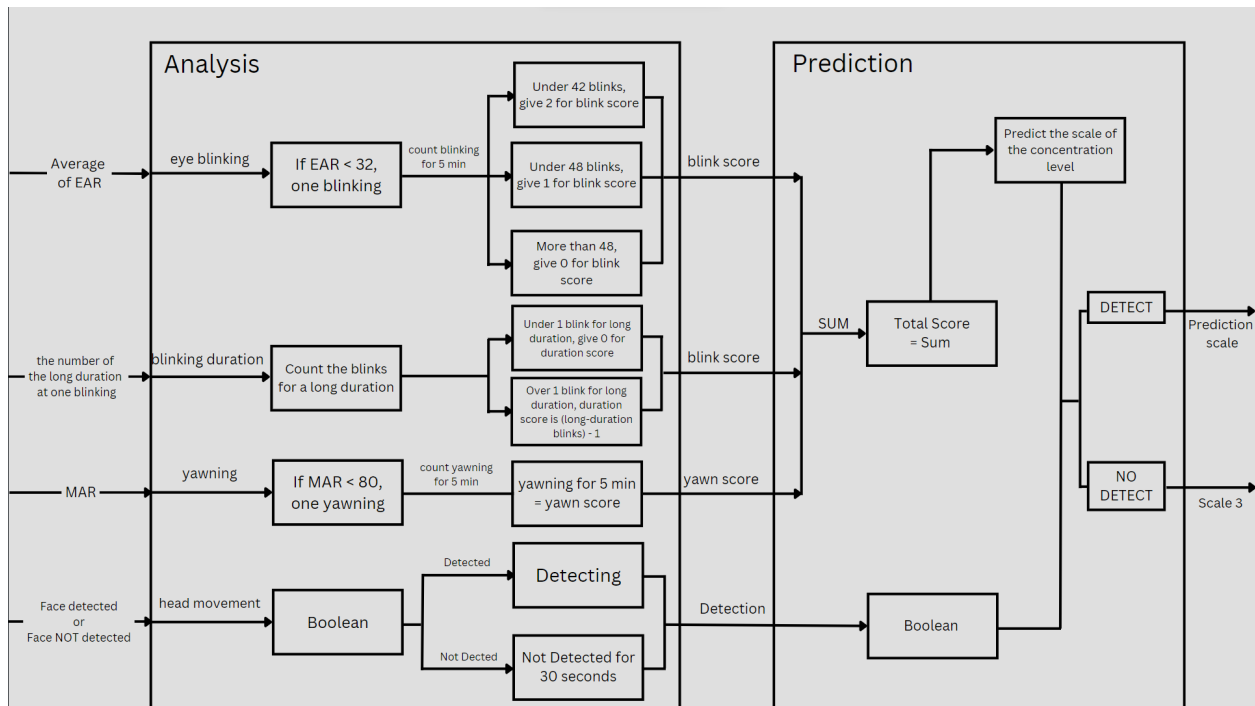 Analysis
Prediction
Average
of EAR
eye blinking
If EAR < 32,
one blinking
count blinking
for 5 min
Under 42 blinks,
give 2 for blink score
Under 48 blinks,
give 1 for blink score
More than 48,
give 0 for blink
score
blink score
the number of
the long duration
at one blinking
blinking duration
Count the blinks
for a long duration
Under 1 blink for long
duration, give 0 for
duration score
Over 1 blink for long
duration, duration
score is (long-duration
blinks) - 1
blink score
MAR
yawning
If MAR < 80,
one yawning
count yawning
for 5 min
yawning for 5 min
= yawn score
yawn score
Face detected
or
Face NOT detected
head movement
Boolean
Detected
Detecting
Not Dected
Not Detected for
30 seconds
Detection
SUM
Total Score
= Sum
Predict the scale of
the concentration
level
Boolean
DETECT
Prediction
scale
NO
DETECT
Scale 3